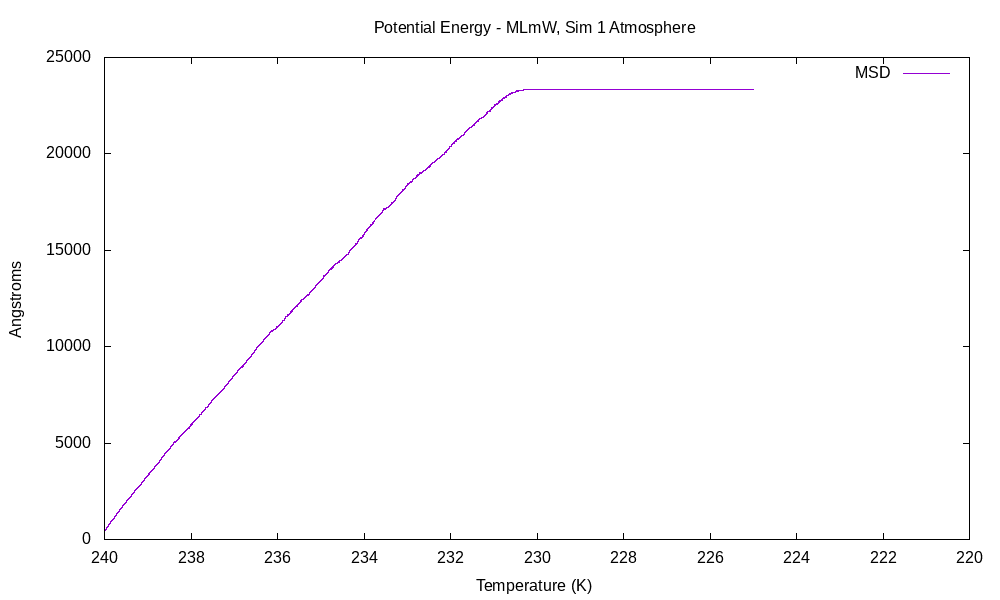 Potential Energy - MLmW, Sim 1 Atmosphere
MSD
25000
20000
15000
10000
5000
0
Angstroms
240 238 236 234 232 230 228 226 224 222 220
Temperature (K)